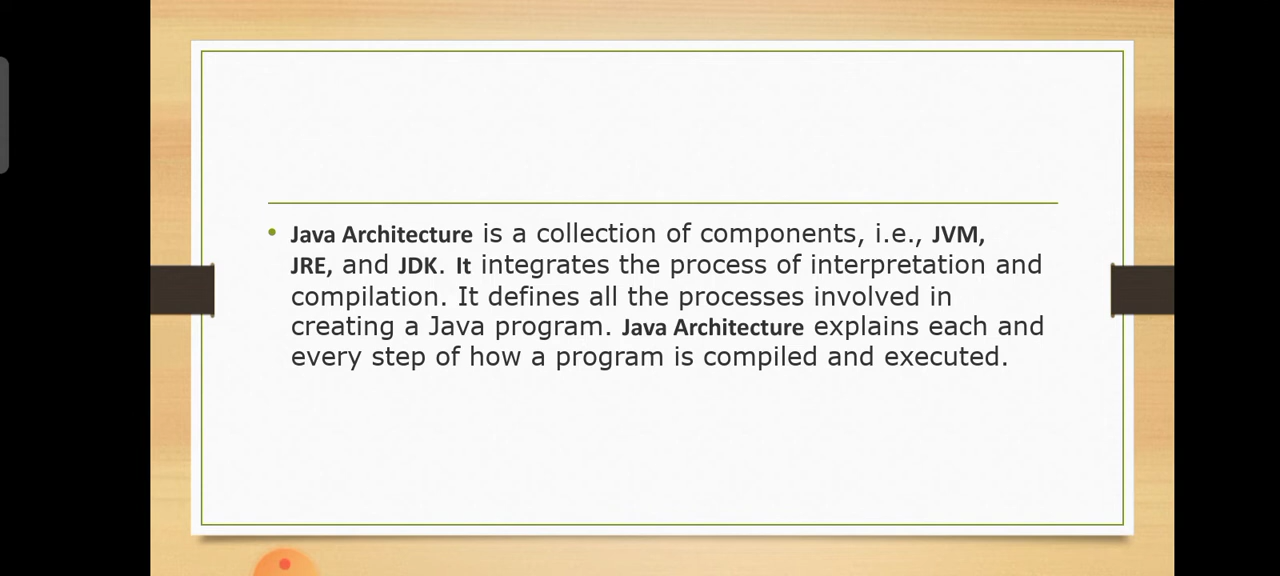 • Java Architecture is a collection of components, i.e., JVM,
JRE, and JDK. It integrates the process of interpretation and
compilation. It defines all the processes involved in
creating a Java program. Java Architecture explains each and
every step of how a program is compiled and executed.